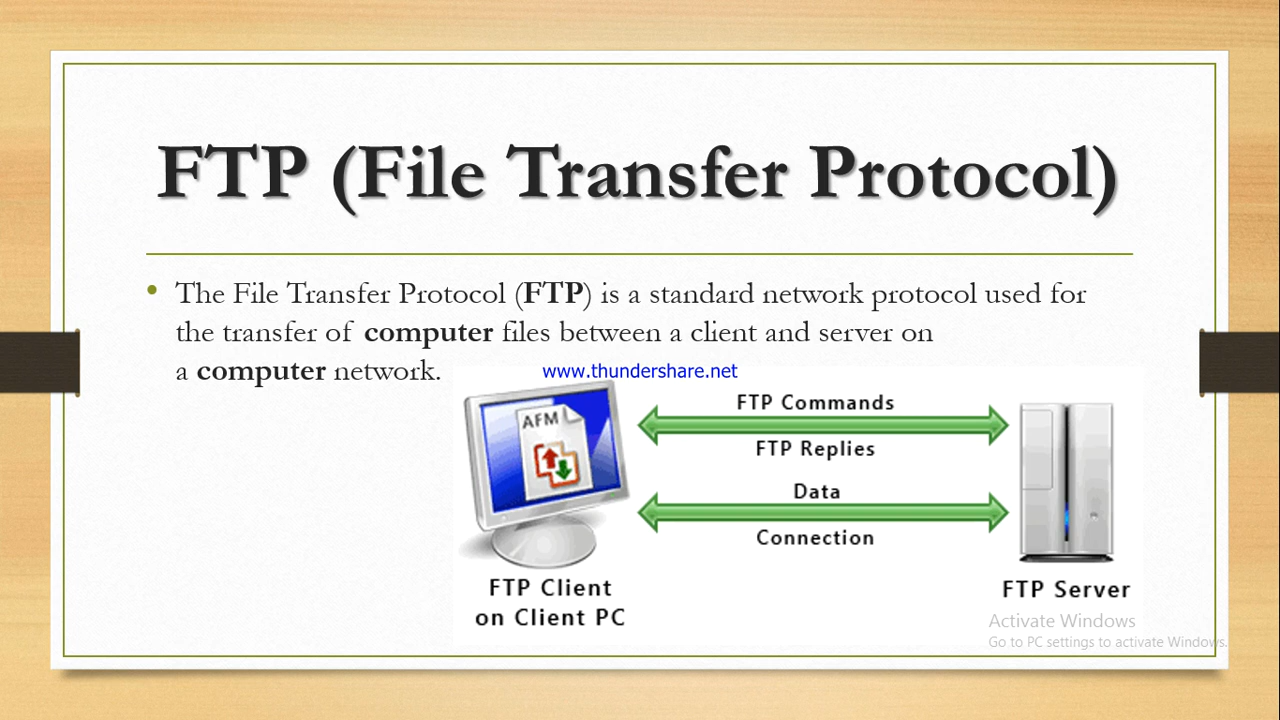 FTP (File Transfer Protocol)
• The File Transfer Protocol (FTP) is a standard network protocol used for
the transfer of computer files between a client and server on
a computer network.
www.thundershare.net
AFM
FTP Commands
FTP Replies
Data
Connection
FTP Client
on Client PC
FTP Server
Activate Windows
Go to PC settings to activate Windows.